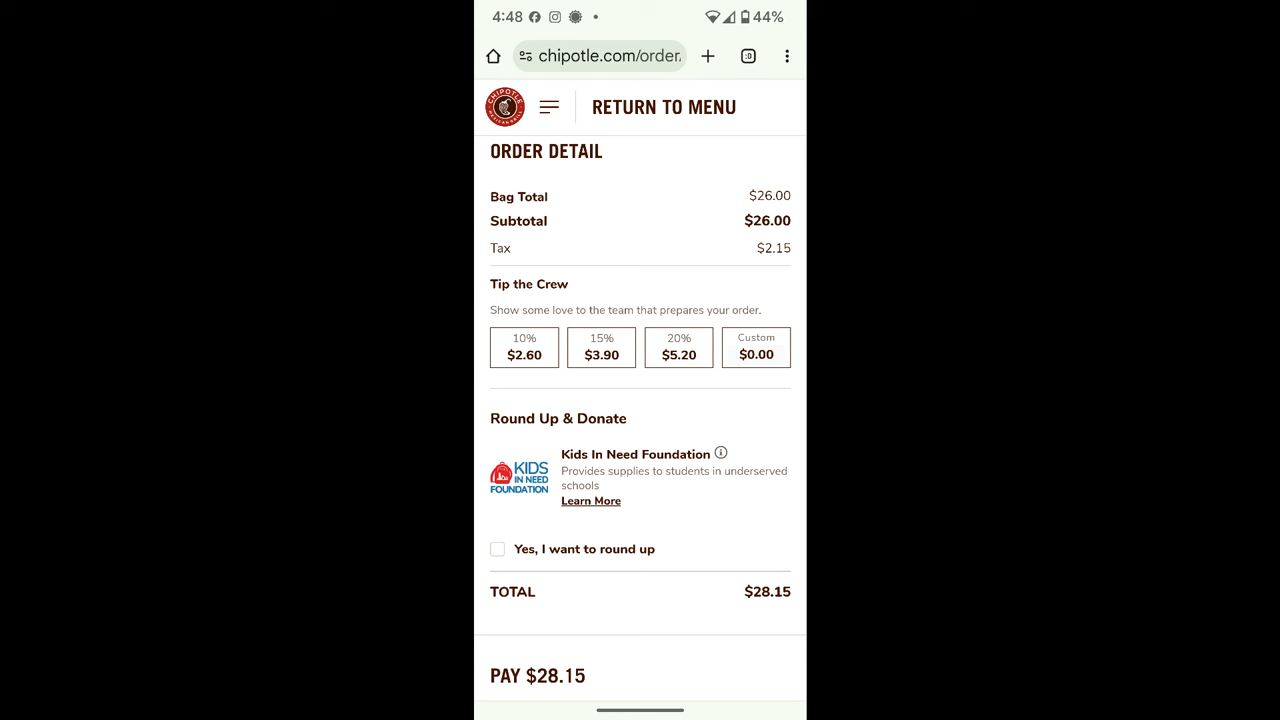 4:48 44%
chipotle.com/order
:D
CHIPOTLE
MEXICAN GRILL
RETURN TO MENU
ORDER DETAIL
Bag Total $26.00
Subtotal $26.00
Tax $2.15
Tip the Crew
Show some love to the team that prepares your order.
10% 15% 20% Custom
$2.60 $3.90 $5.20 $0.00
Round Up & Donate
KIDS
IN NEED
FOUNDATION
Kids In Need Foundation
Provides supplies to students in underserved
schools
Learn More
Yes, I want to round up
TOTAL $28.15
PAY $28.15